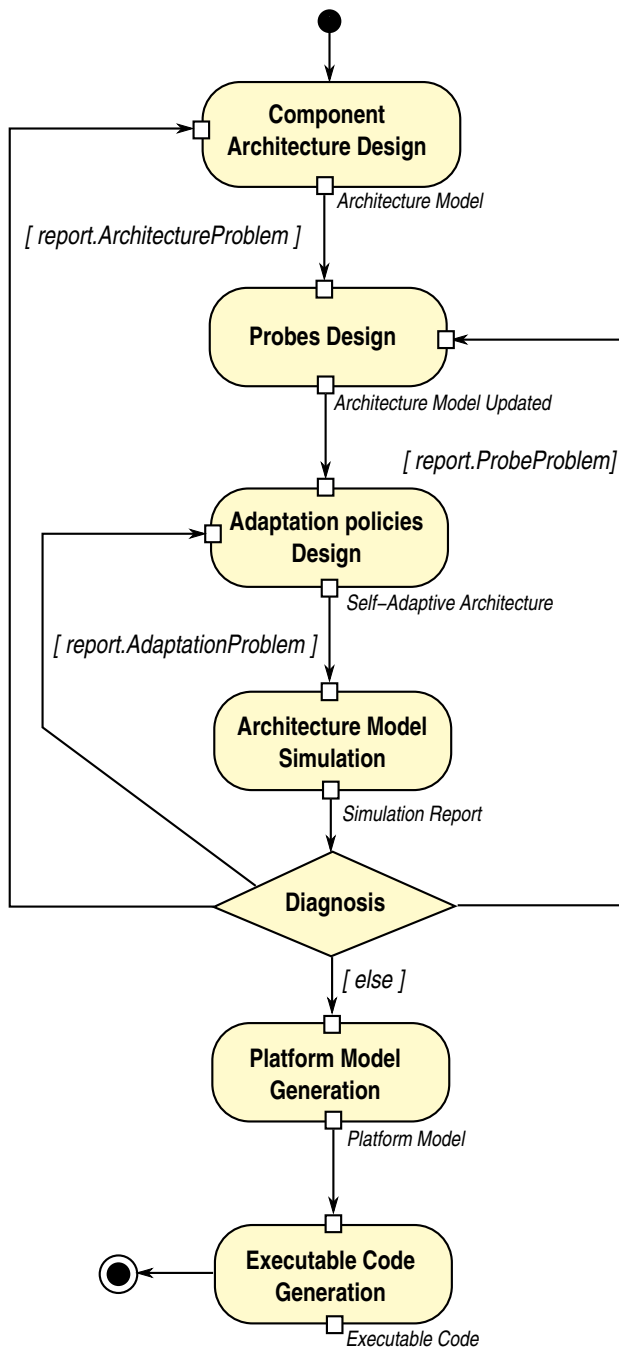 Component
Architecture Design
Architecture Model
[ report.ArchitectureProblem ]
Probes Design
Architecture Model Updated
[ report.ProbeProblem]
Adaptation policies
Design
Self–Adaptive Architecture
[ report.AdaptationProblem ]
Architecture Model
Simulation
Simulation Report
Diagnosis
[ else ]
Platform Model
Generation
Platform Model
Executable Code
Generation
Executable Code